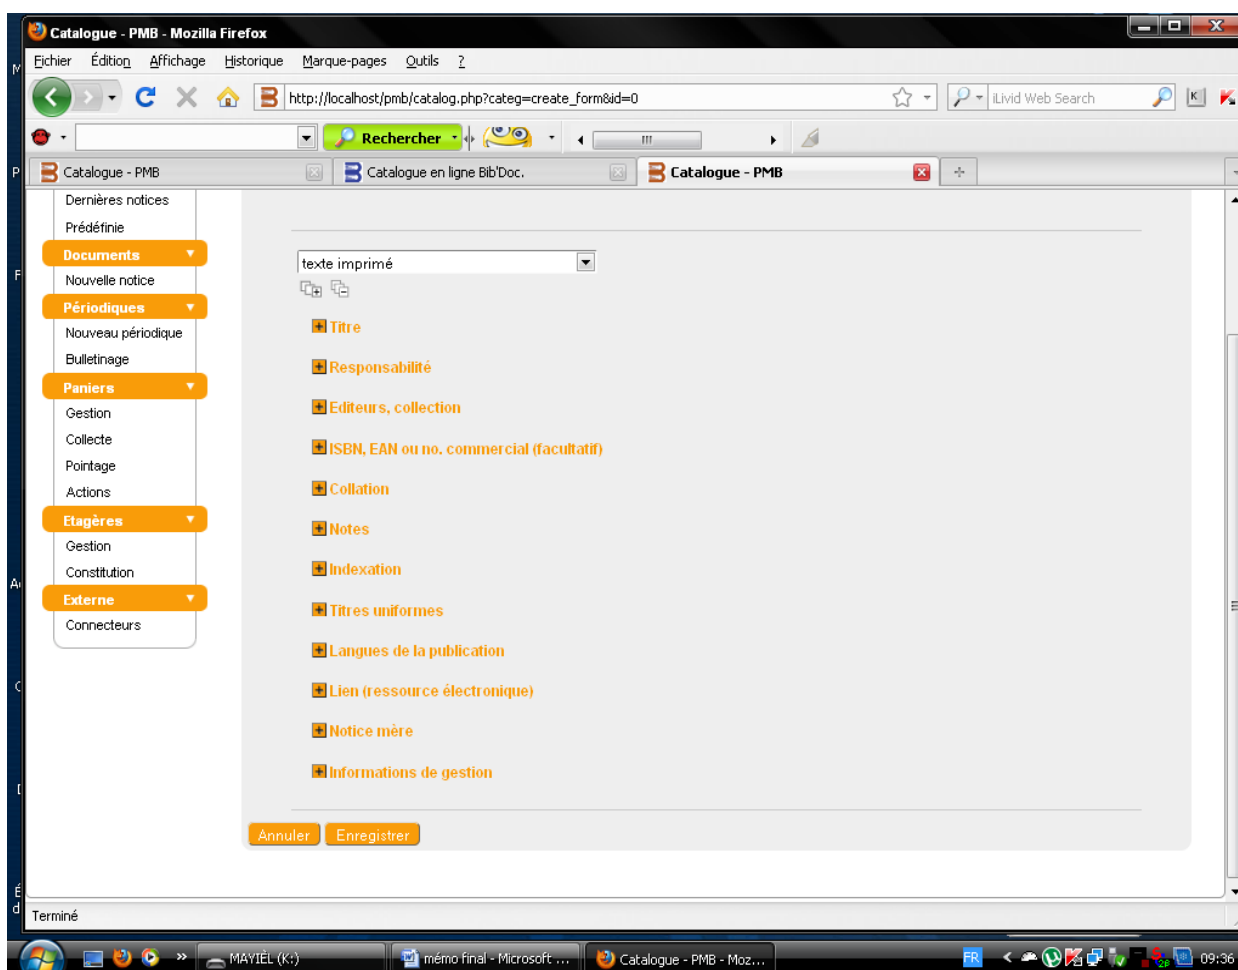 Catalogue - PMB - Mozilla Firefox
Fichier Édition Affichage Historique Marque-pages Outils ?
http://localhost/pmb/catalog.php?categ=create_form&id=0
iLivid Web Search
K
Rechercher
Catalogue - PMB
Catalogue en ligne Bib'Doc.
Catalogue - PMB
Dernières notices
Prédéfinie
Documents
Nouvelle notice
Périodiques
Nouveau périodique
Bulletinage
Paniers
Gestion
Collecte
Pointage
Actions
Etagères
Gestion
Constitution
Externe
Connecteurs
texte imprimé
Titre
Responsabilité
Editeurs, collection
ISBN, EAN ou no. commercial (facultatif)
Collation
Notes
Indexation
Titres uniformes
Langues de la publication
Lien (ressource électronique)
Notice mère
Informations de gestion
Annuler Enregistrer
Terminé
MAYIÈL (K:)
mémo final - Microsoft ...
Catalogue - PMB - Moz...
FR
09:36